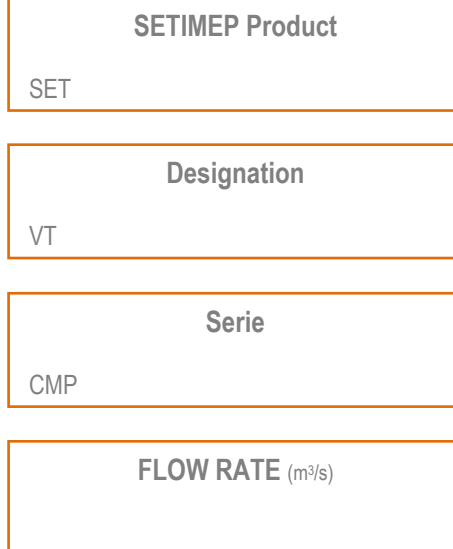 SETIMEP Product
SET
Designation
VT
Serie
CMP
FLOW RATE (m³/s)